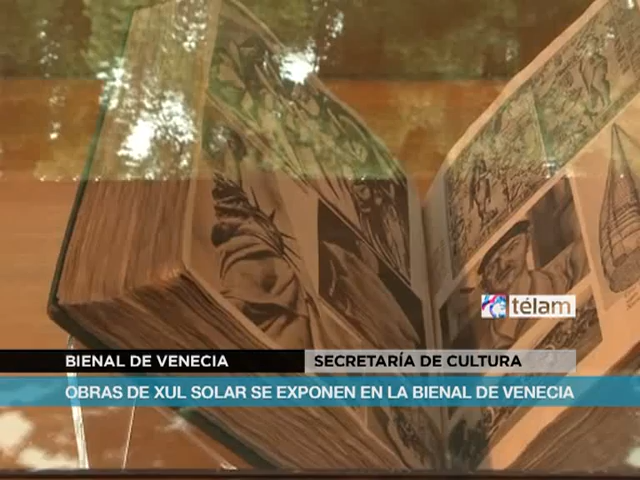 télam
BIENAL DE VENECIA
SECRETARÍA DE CULTURA
OBRAS DE XUL SOLAR SE EXPONEN EN LA BIENAL DE VENECIA